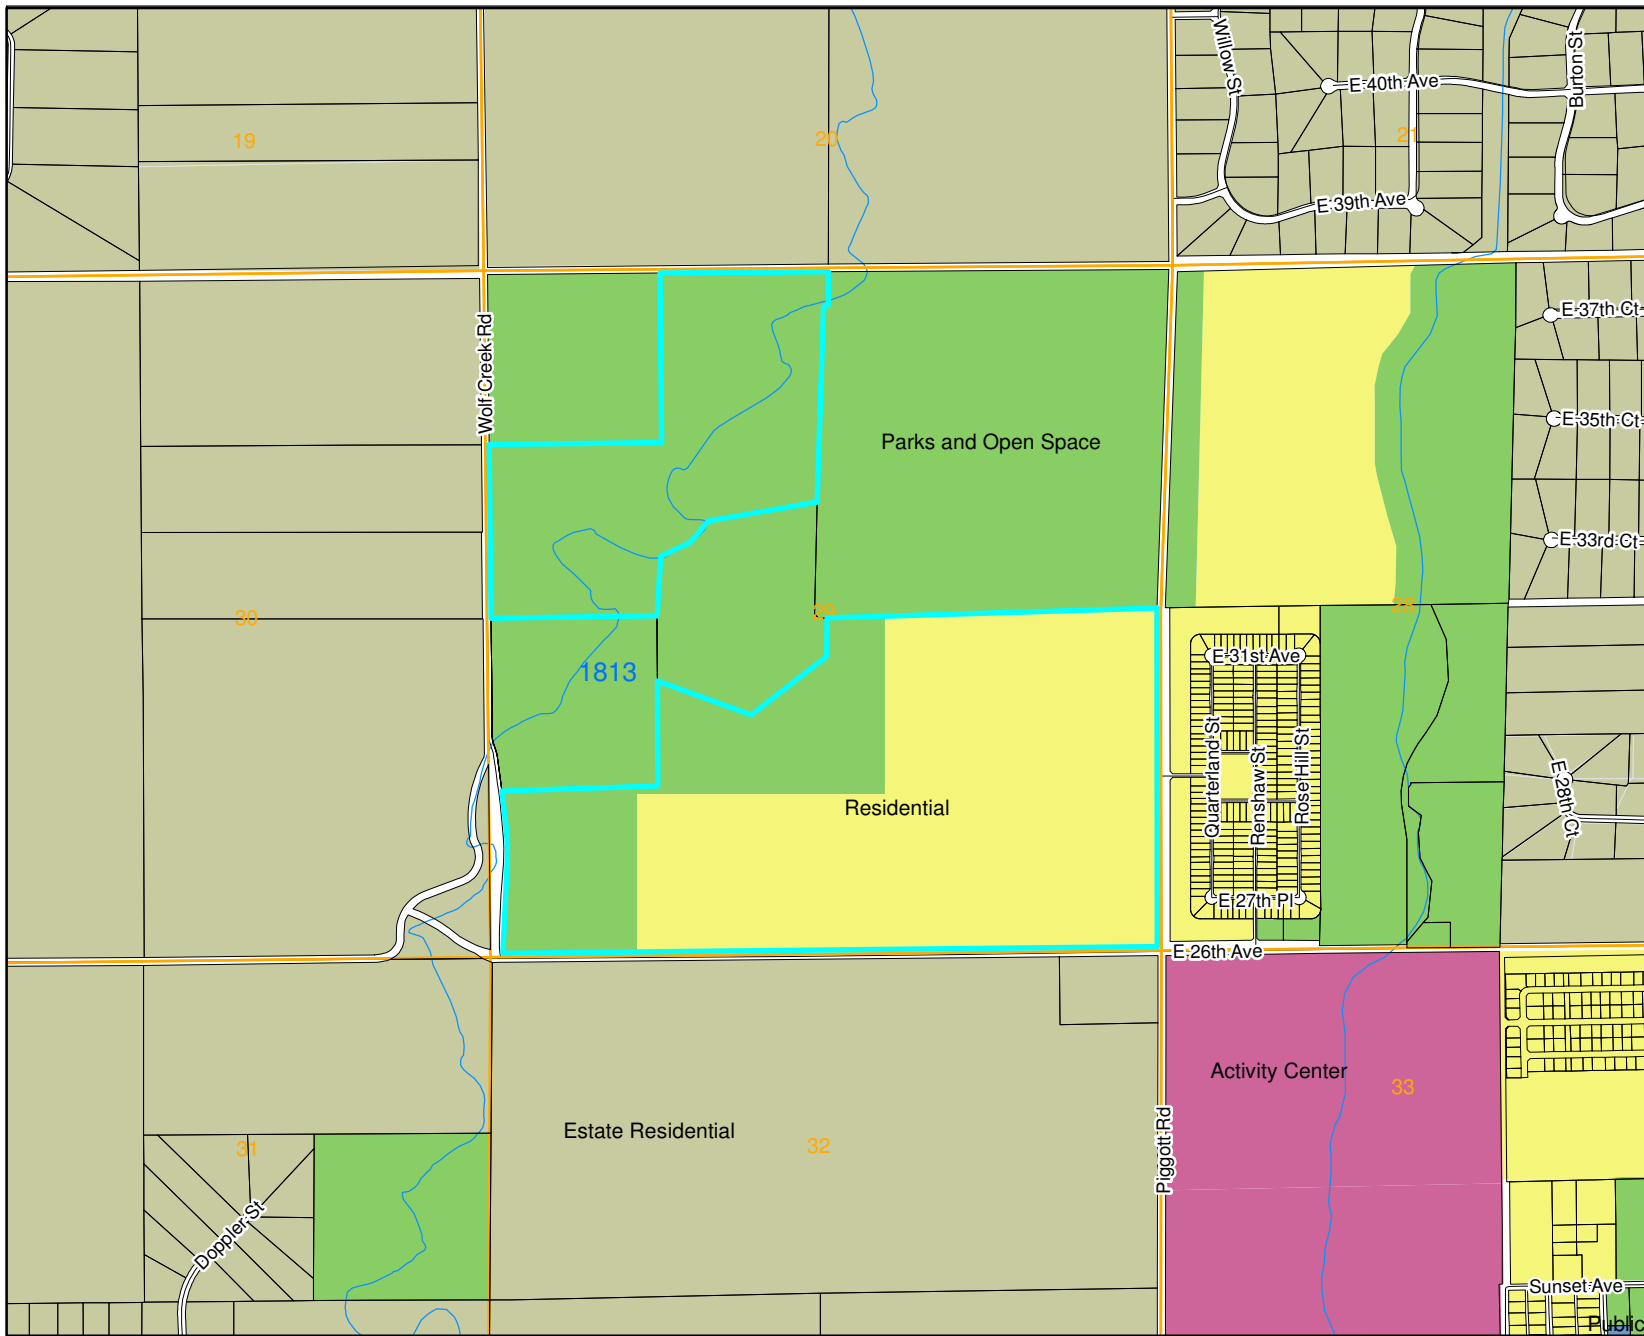 Willow St
Burton St
E 40th Ave
19
20
21
E 39th Ave
E 37th Ct
Wolf Creek Rd
E 35th Ct
Parks and Open Space
E 33rd Ct
30
29
28
E 31st Ave
1813
Quarterland St
Renshaw St
Rose Hill St
E 28th Ct
Residential
E 27th Pl
E 26th Ave
Activity Center
33
Estate Residential
32
31
Piggott Rd
Doppler St
Sunset Ave
Public